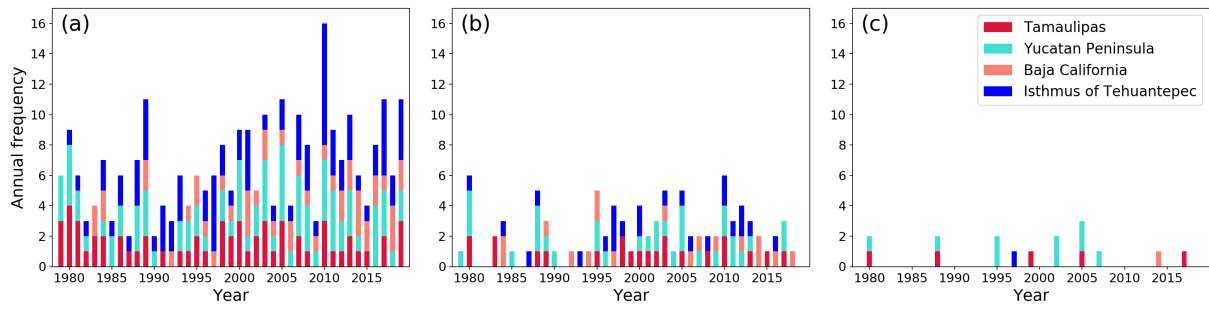 (a)
(b)
(c)
Tamaulipas
Yucatan Peninsula
Baja California
Isthmus of Tehuantepec
Annual frequency
16
14
12
10
8
6
4
2
0
16
14
12
10
8
6
4
2
0
16
14
12
10
8
6
4
2
0
1980 1985 1990 1995 2000 2005 2010 2015
1980 1985 1990 1995 2000 2005 2010 2015
1980 1985 1990 1995 2000 2005 2010 2015
Year
Year
Year